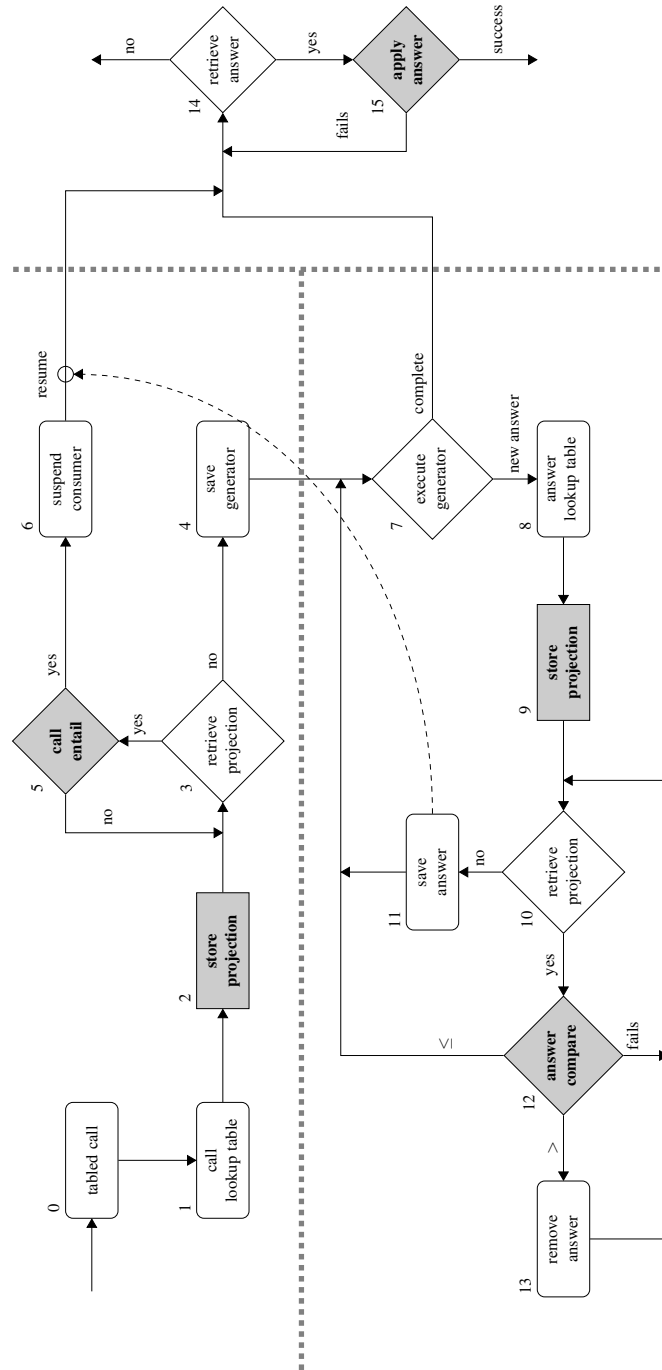 0
tabled call
1
call
lookup table
2
store
projection
3
retrieve
projection
yes
no
4
save
generator
5
call
entail
no
yes
6
suspend
consumer
resume
7
execute
generator
complete
new answer
8
answer
lookup table
9
store
projection
10
retrieve
projection
no
yes
11
save
answer
12
answer
compare
≤
>
fails
13
remove
answer
14
retrieve
answer
no
yes
15
apply
answer
fails
success